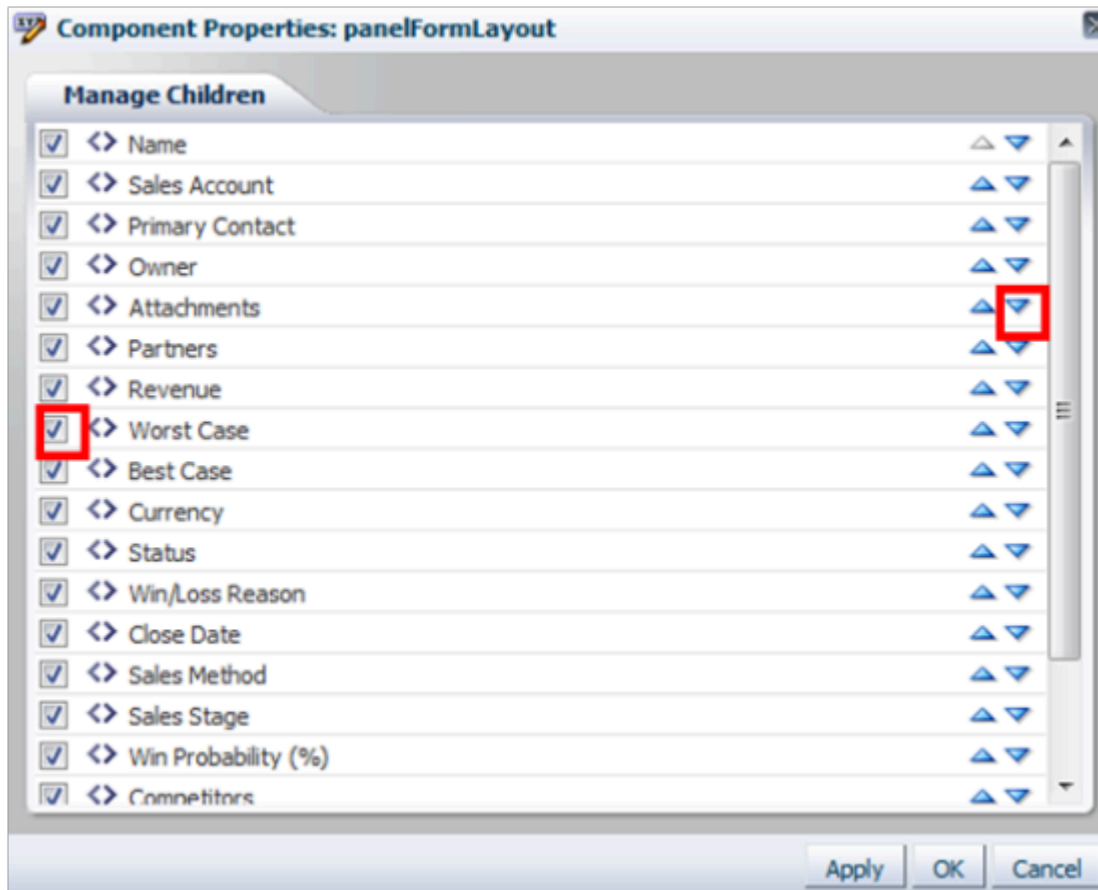 Component Properties: panelFormLayout
Manage Children
Name
Sales Account
Primary Contact
Owner
Attachments
Partners
Revenue
Worst Case
Best Case
Currency
Status
Win/Loss Reason
Close Date
Sales Method
Sales Stage
Win Probability (%)
Competitors
Apply OK Cancel